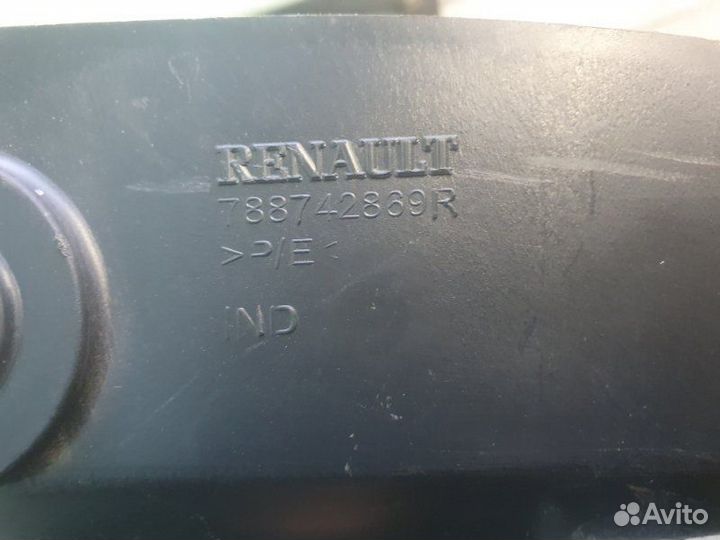 RENAULT
788742869R
>P/E<
IND
Avito